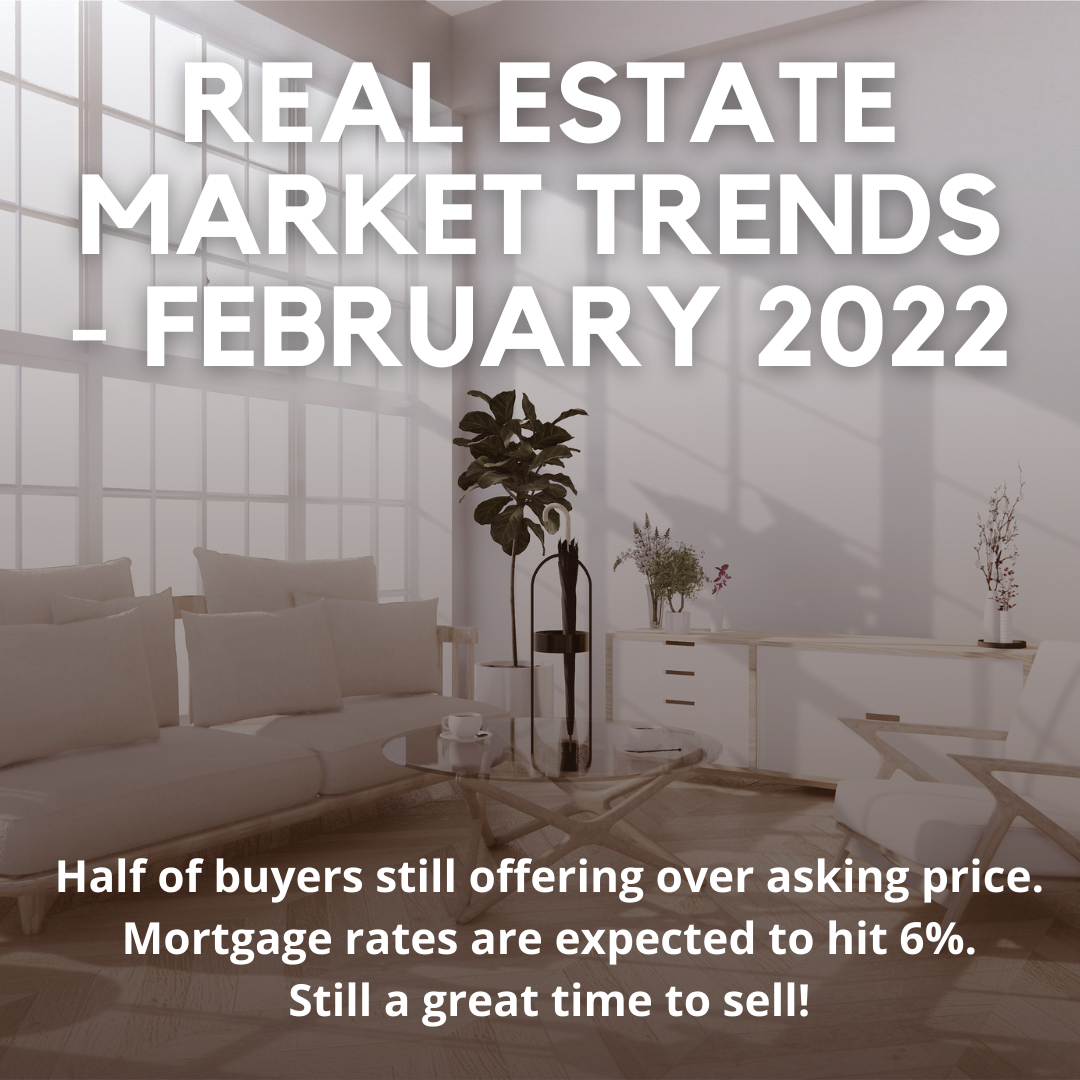 REAL ESTATE
MARKET TRENDS
- FEBRUARY 2022
Half of buyers still offering over asking price.
Mortgage rates are expected to hit 6%.
Still a great time to sell!